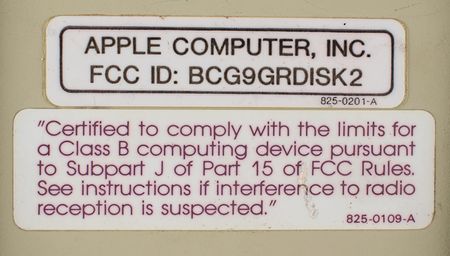 APPLE COMPUTER, INC.
FCC ID: BCG9GRDISK2
825-0201-A
"Certified to comply with the limits for
a Class B computing device pursuant
to Subpart J of Part 15 of FCC Rules.
See instructions if interference to radio
reception is suspected."
825-0109-A